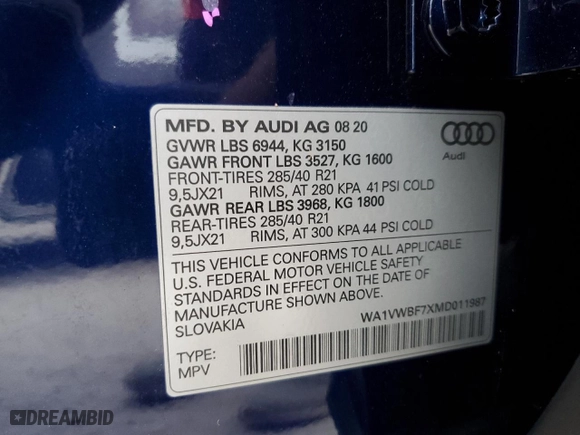 MFD. BY AUDI AG 08 20
GVWR LBS 6944, KG 3150
GAWR FRONT LBS 3527, KG 1600
FRONT-TIRES 285/40 R21
9,5JX21 RIMS, AT 280 KPA 41 PSI COLD
GAWR REAR LBS 3968, KG 1800
REAR-TIRES 285/40 R21
9,5JX21 RIMS, AT 300 KPA 44 PSI COLD
Audi
THIS VEHICLE CONFORMS TO ALL APPLICABLE
U.S. FEDERAL MOTOR VEHICLE SAFETY
STANDARDS IN EFFECT ON THE DATE OF
MANUFACTURE SHOWN ABOVE.
SLOVAKIA
WA1VWBF7XMD011987
TYPE:
MPV
DREAMBID